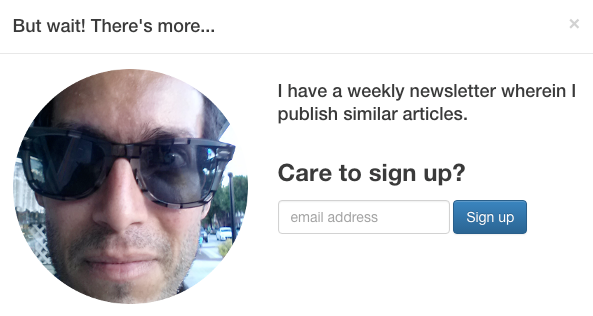 But wait! There's more...
×
I have a weekly newsletter wherein I
publish similar articles.
Care to sign up?
email address
Sign up